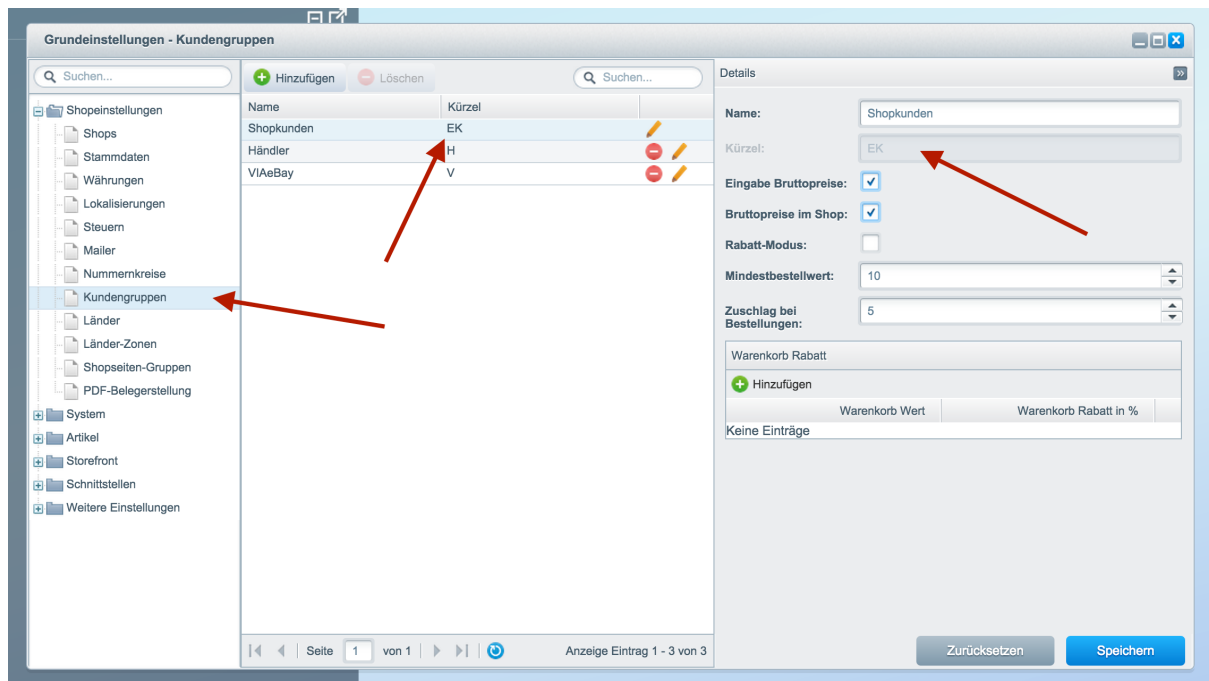 Grundeinstellungen - Kundengruppen
Suchen...
Shopeinstellungen
Shops
Stammdaten
Währungen
Lokalisierungen
Steuern
Mailer
Nummernkreise
Kundengruppen
Länder
Länder-Zonen
Shopseiten-Gruppen
PDF-Belegerstellung
System
Artikel
Storefront
Schnittstellen
Weitere Einstellungen
Hinzufügen Löschen Suchen...
Name Kürzel
Shopkunden EK
Händler H
VIAeBay V
Seite 1 von 1 Anzeige Eintrag 1 - 3 von 3
Details
Name: Shopkunden
Kürzel: EK
Eingabe Bruttopreise:
Bruttopreise im Shop:
Rabatt-Modus:
Mindestbestellwert: 10
Zuschlag bei
Bestellungen: 5
Warenkorb Rabatt
Hinzufügen
Warenkorb Wert Warenkorb Rabatt in %
Keine Einträge
Zurücksetzen Speichern